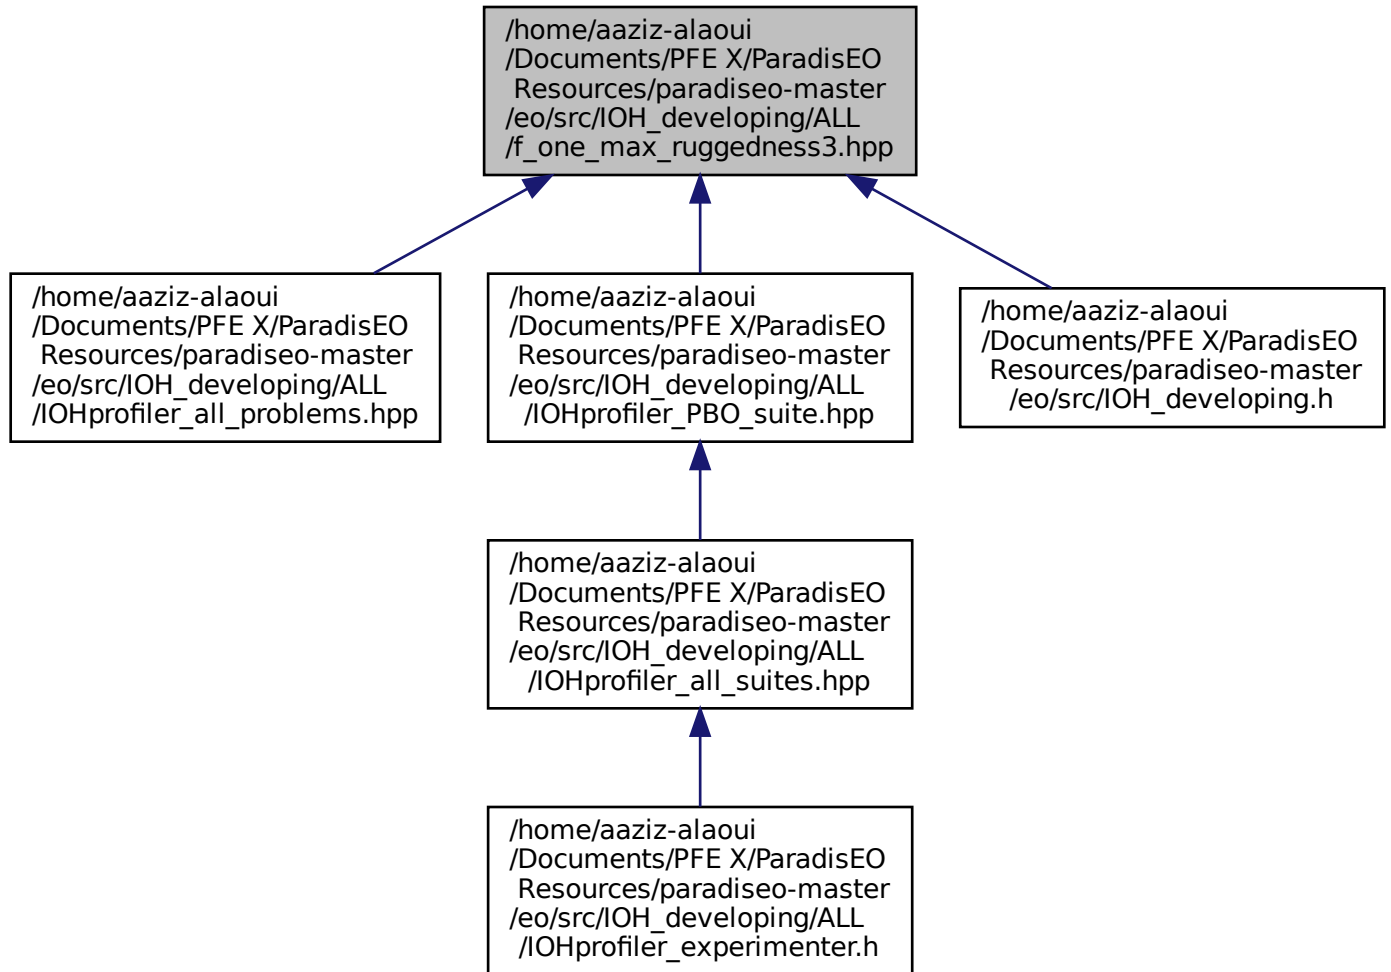 /home/aaziz-alaoui
/Documents/PFE X/ParadisEO
Resources/paradiseo-master
/eo/src/IOH_developing/ALL
/f_one_max_ruggedness3.hpp
/home/aaziz-alaoui
/Documents/PFE X/ParadisEO
Resources/paradiseo-master
/eo/src/IOH_developing/ALL
/IOHprofiler_all_problems.hpp
/home/aaziz-alaoui
/Documents/PFE X/ParadisEO
Resources/paradiseo-master
/eo/src/IOH_developing/ALL
/IOHprofiler_PBO_suite.hpp
/home/aaziz-alaoui
/Documents/PFE X/ParadisEO
Resources/paradiseo-master
/eo/src/IOH_developing.h
/home/aaziz-alaoui
/Documents/PFE X/ParadisEO
Resources/paradiseo-master
/eo/src/IOH_developing/ALL
/IOHprofiler_all_suites.hpp
/home/aaziz-alaoui
/Documents/PFE X/ParadisEO
Resources/paradiseo-master
/eo/src/IOH_developing/ALL
/IOHprofiler_experimenter.h